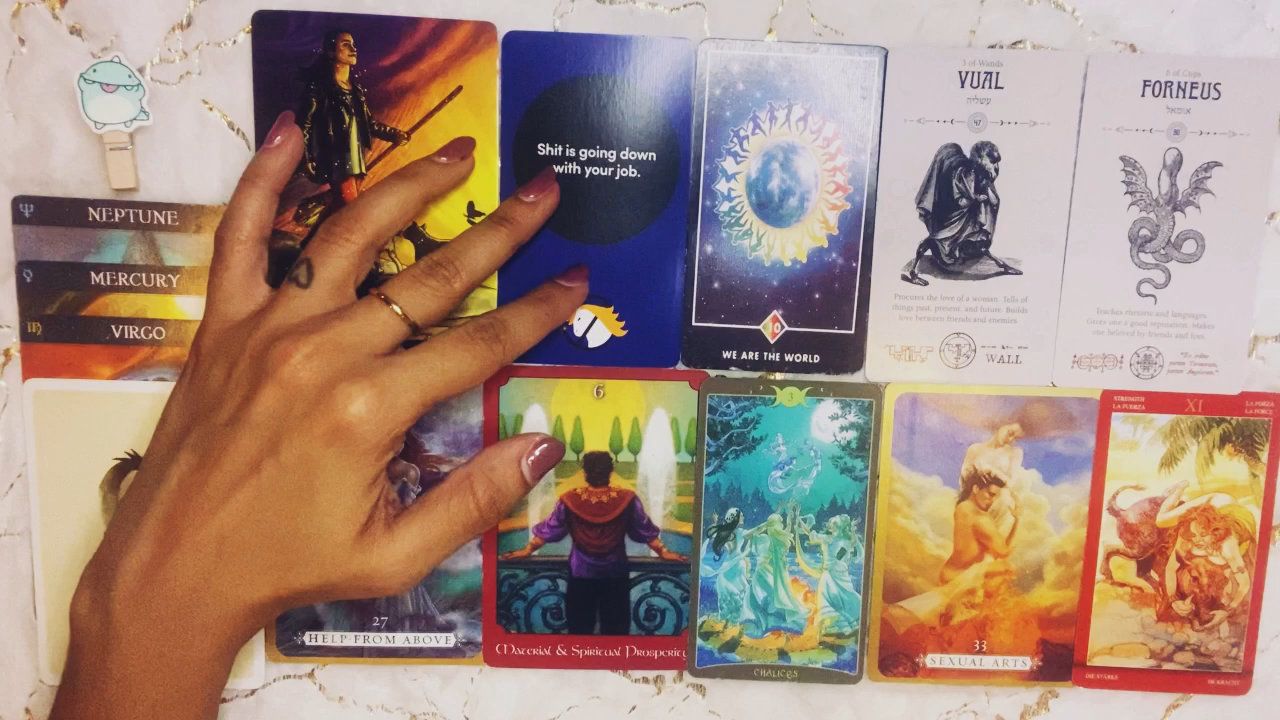 NEPTUNE
MERCURY
VIRGO
Shit is going down
with your job.
10
WE ARE THE WORLD
3 of Wands
VUAL
עשליה
47
Procures the love of a woman. Tells of
things past, present, and future. Builds
love between friends and enemies.
WALL
8 of Cups
FORNEUS
Teaches rhetoric and languages.
Gives one a good reputation. Makes
one beloved by friends and foes.
27
HELP FROM ABOVE
6
Material & Spiritual Prosperity
3
CHALICES
33
SEXUAL ARTS
STRENGTH
LA FUERZA
XI
LA FORZA
LA FORCE
DIE STÄRKE
DE KRACHT